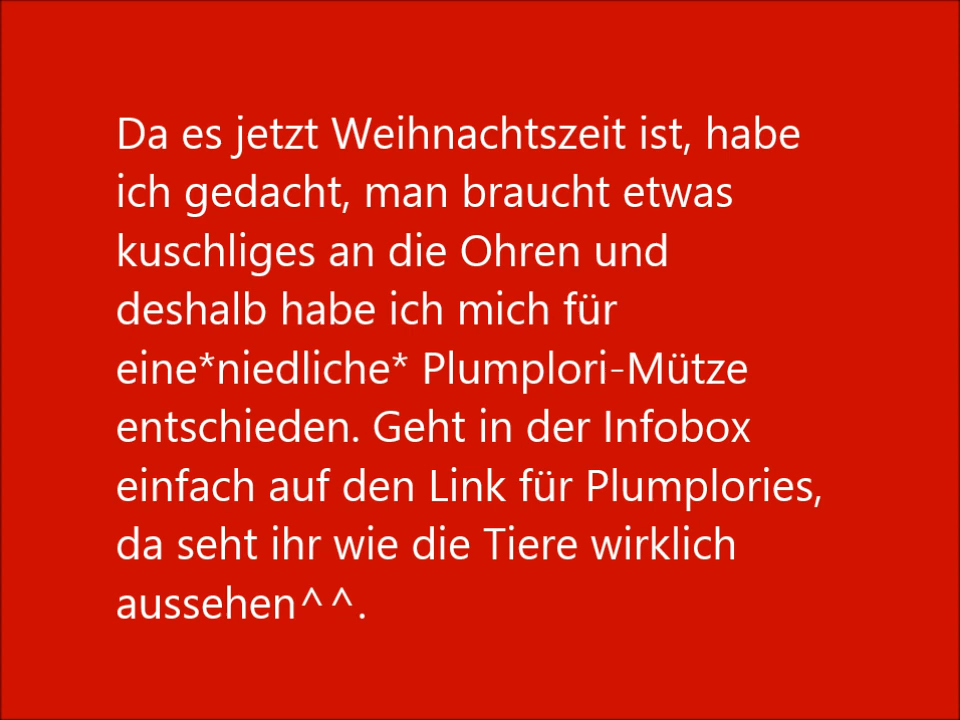 Da es jetzt Weihnachtszeit ist, habe
ich gedacht, man braucht etwas
kuschliges an die Ohren und
deshalb habe ich mich für
eine*niedliche* Plumplori-Mütze
entschieden. Geht in der Infobox
einfach auf den Link für Plumplories,
da seht ihr wie die Tiere wirklich
aussehen^^.